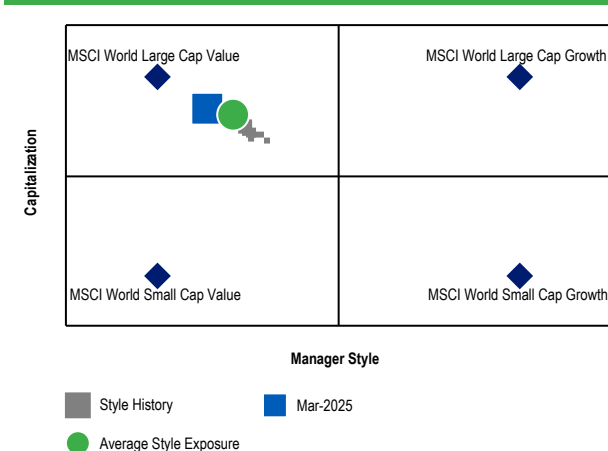 MSCI World Large Cap Value MSCI World Large Cap Growth
Capitalization
MSCI World Small Cap Value MSCI World Small Cap Growth
Manager Style
Style History Mar-2025
Average Style Exposure